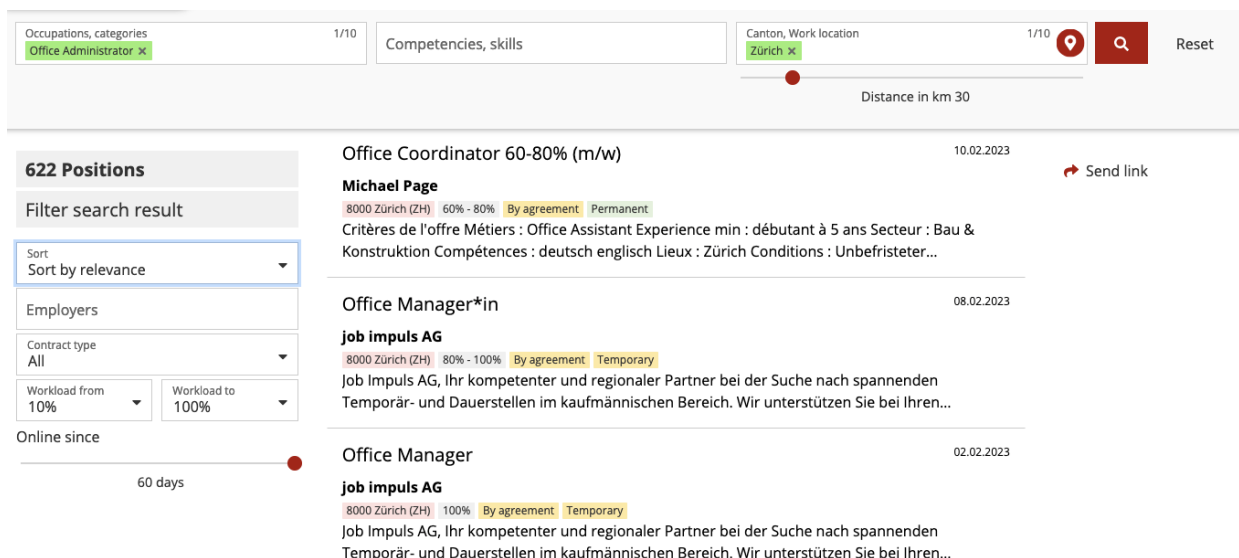 Occupations, categories 1/10
Office Administrator ×
Competencies, skills
Canton, Work location 1/10
Zürich ×
Reset
Distance in km 30
622 Positions
Filter search result
Sort
Sort by relevance
Employers
Contract type
All
Workload from
10%
Workload to
100%
Online since
60 days
Office Coordinator 60-80% (m/w) 10.02.2023
Michael Page
8000 Zürich (ZH) 60% - 80% By agreement Permanent
Critères de l'offre Métiers : Office Assistant Experience min : débutant à 5 ans Secteur : Bau &
Konstruktion Compétences : deutsch englisch Lieux : Zürich Conditions : Unbefristeter...
Office Manager*in 08.02.2023
job impuls AG
8000 Zürich (ZH) 80% - 100% By agreement Temporary
Job Impuls AG, Ihr kompetenter und regionaler Partner bei der Suche nach spannenden
Temporär- und Dauerstellen im kaufmännischen Bereich. Wir unterstützen Sie bei Ihren...
Office Manager 02.02.2023
job impuls AG
8000 Zürich (ZH) 100% By agreement Temporary
Job Impuls AG, Ihr kompetenter und regionaler Partner bei der Suche nach spannenden
Temporär- und Dauerstellen im kaufmännischen Bereich. Wir unterstützen Sie bei Ihren...
Send link